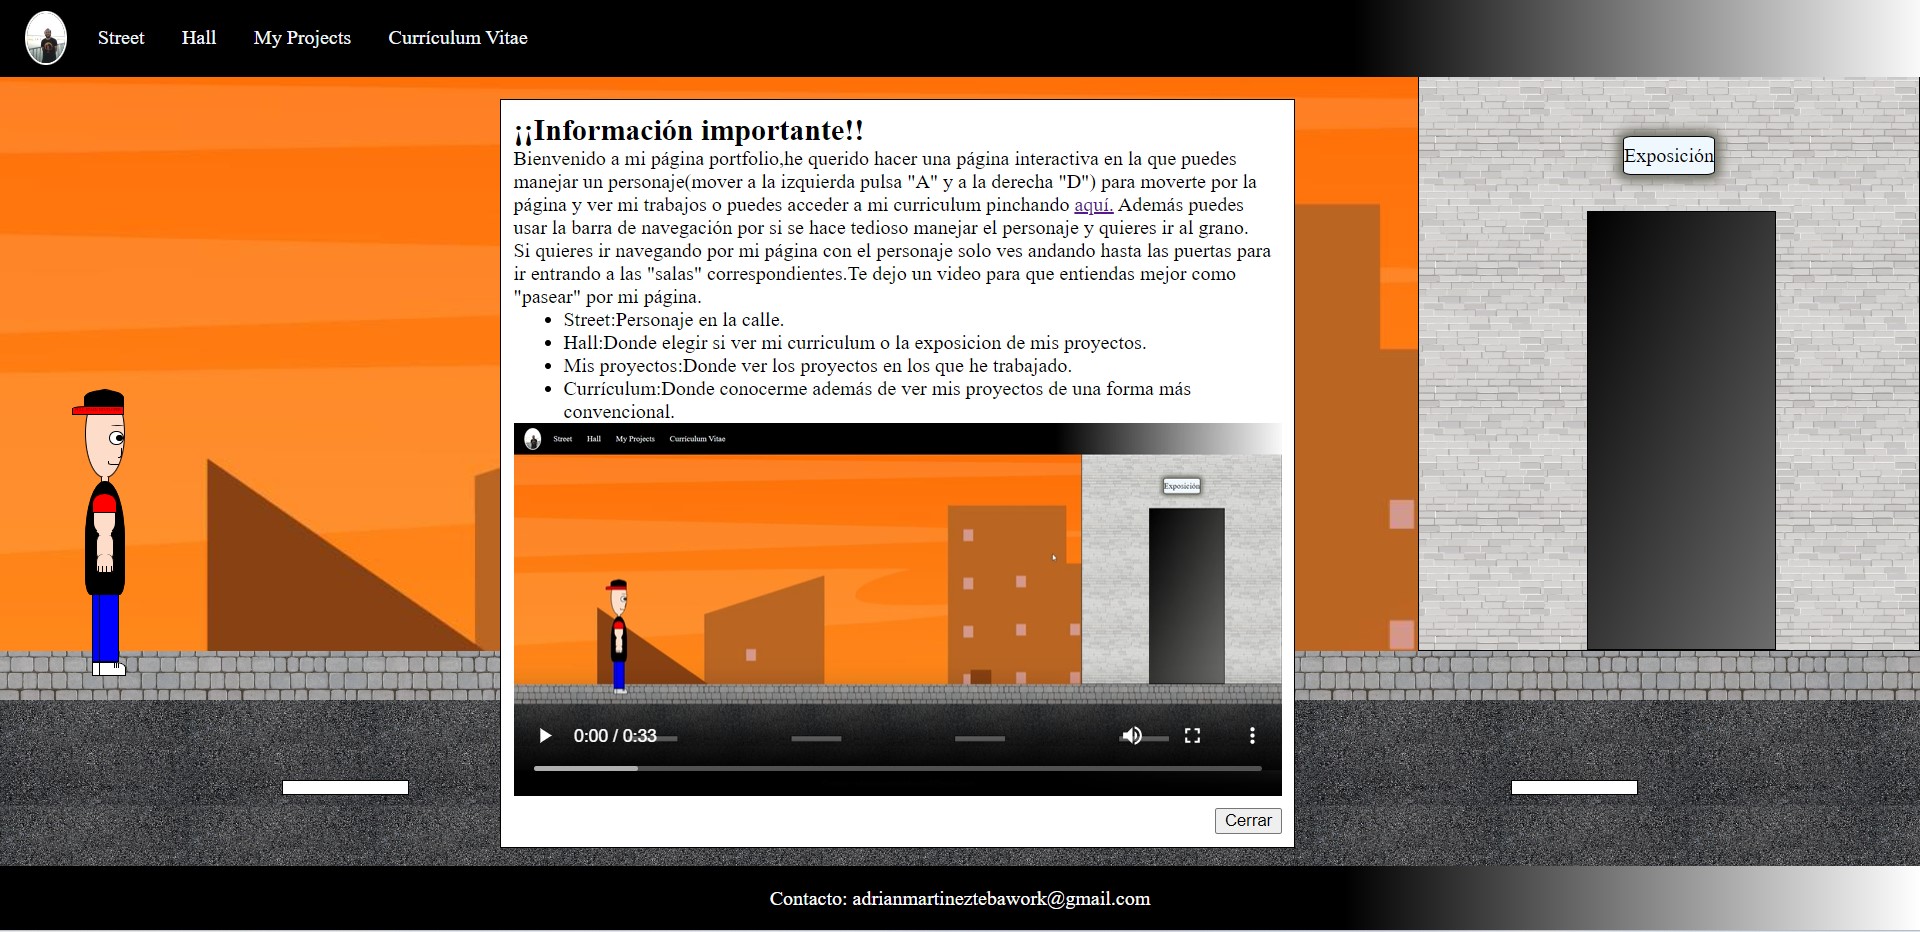 Street Hall My Projects Currículum Vitae
¡¡Información importante!!
Bienvenido a mi página portfolio,he querido hacer una página interactiva en la que puedes
manejar un personaje(mover a la izquierda pulsa "A" y a la derecha "D") para moverte por la
página y ver mi trabajos o puedes acceder a mi curriculum pinchando aquí. Además puedes
usar la barra de navegación por si se hace tedioso manejar el personaje y quieres ir al grano.
Si quieres ir navegando por mi página con el personaje solo ves andando hasta las puertas para
ir entrando a las "salas" correspondientes.Te dejo un video para que entiendas mejor como
"pasear" por mi página.
Street:Personaje en la calle.
Hall:Donde elegir si ver mi curriculum o la exposicion de mis proyectos.
Mis proyectos:Donde ver los proyectos en los que he trabajado.
Currículum:Donde conocerme además de ver mis proyectos de una forma más
convencional.
Street Hall My Projects Currículum Vitae
Exposición
0:00 / 0:33
Cerrar
Exposición
Contacto: adrianmartineztebawork@gmail.com